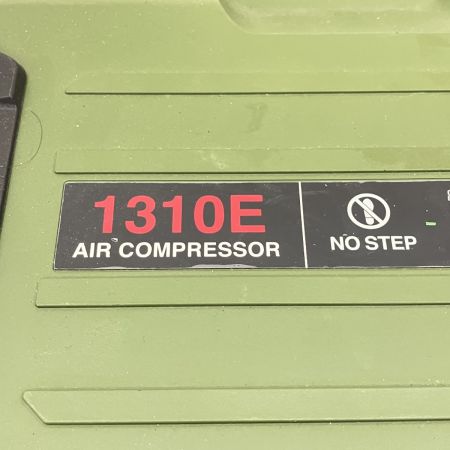 1310E
AIR COMPRESSOR
NO STEP